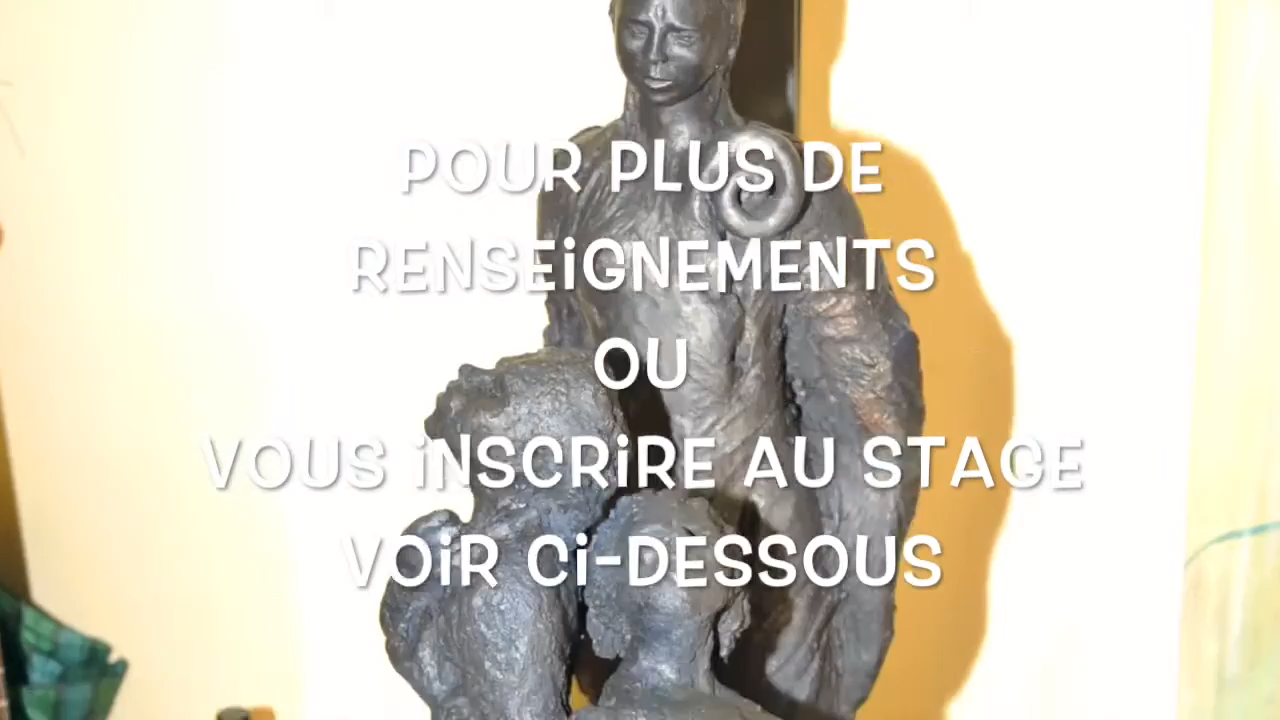 POUR PLUS DE
RENSEiGNEMENTS
OU
VOUS iNSCRiRE AU STAGE
VOiR Ci-DESSOUS